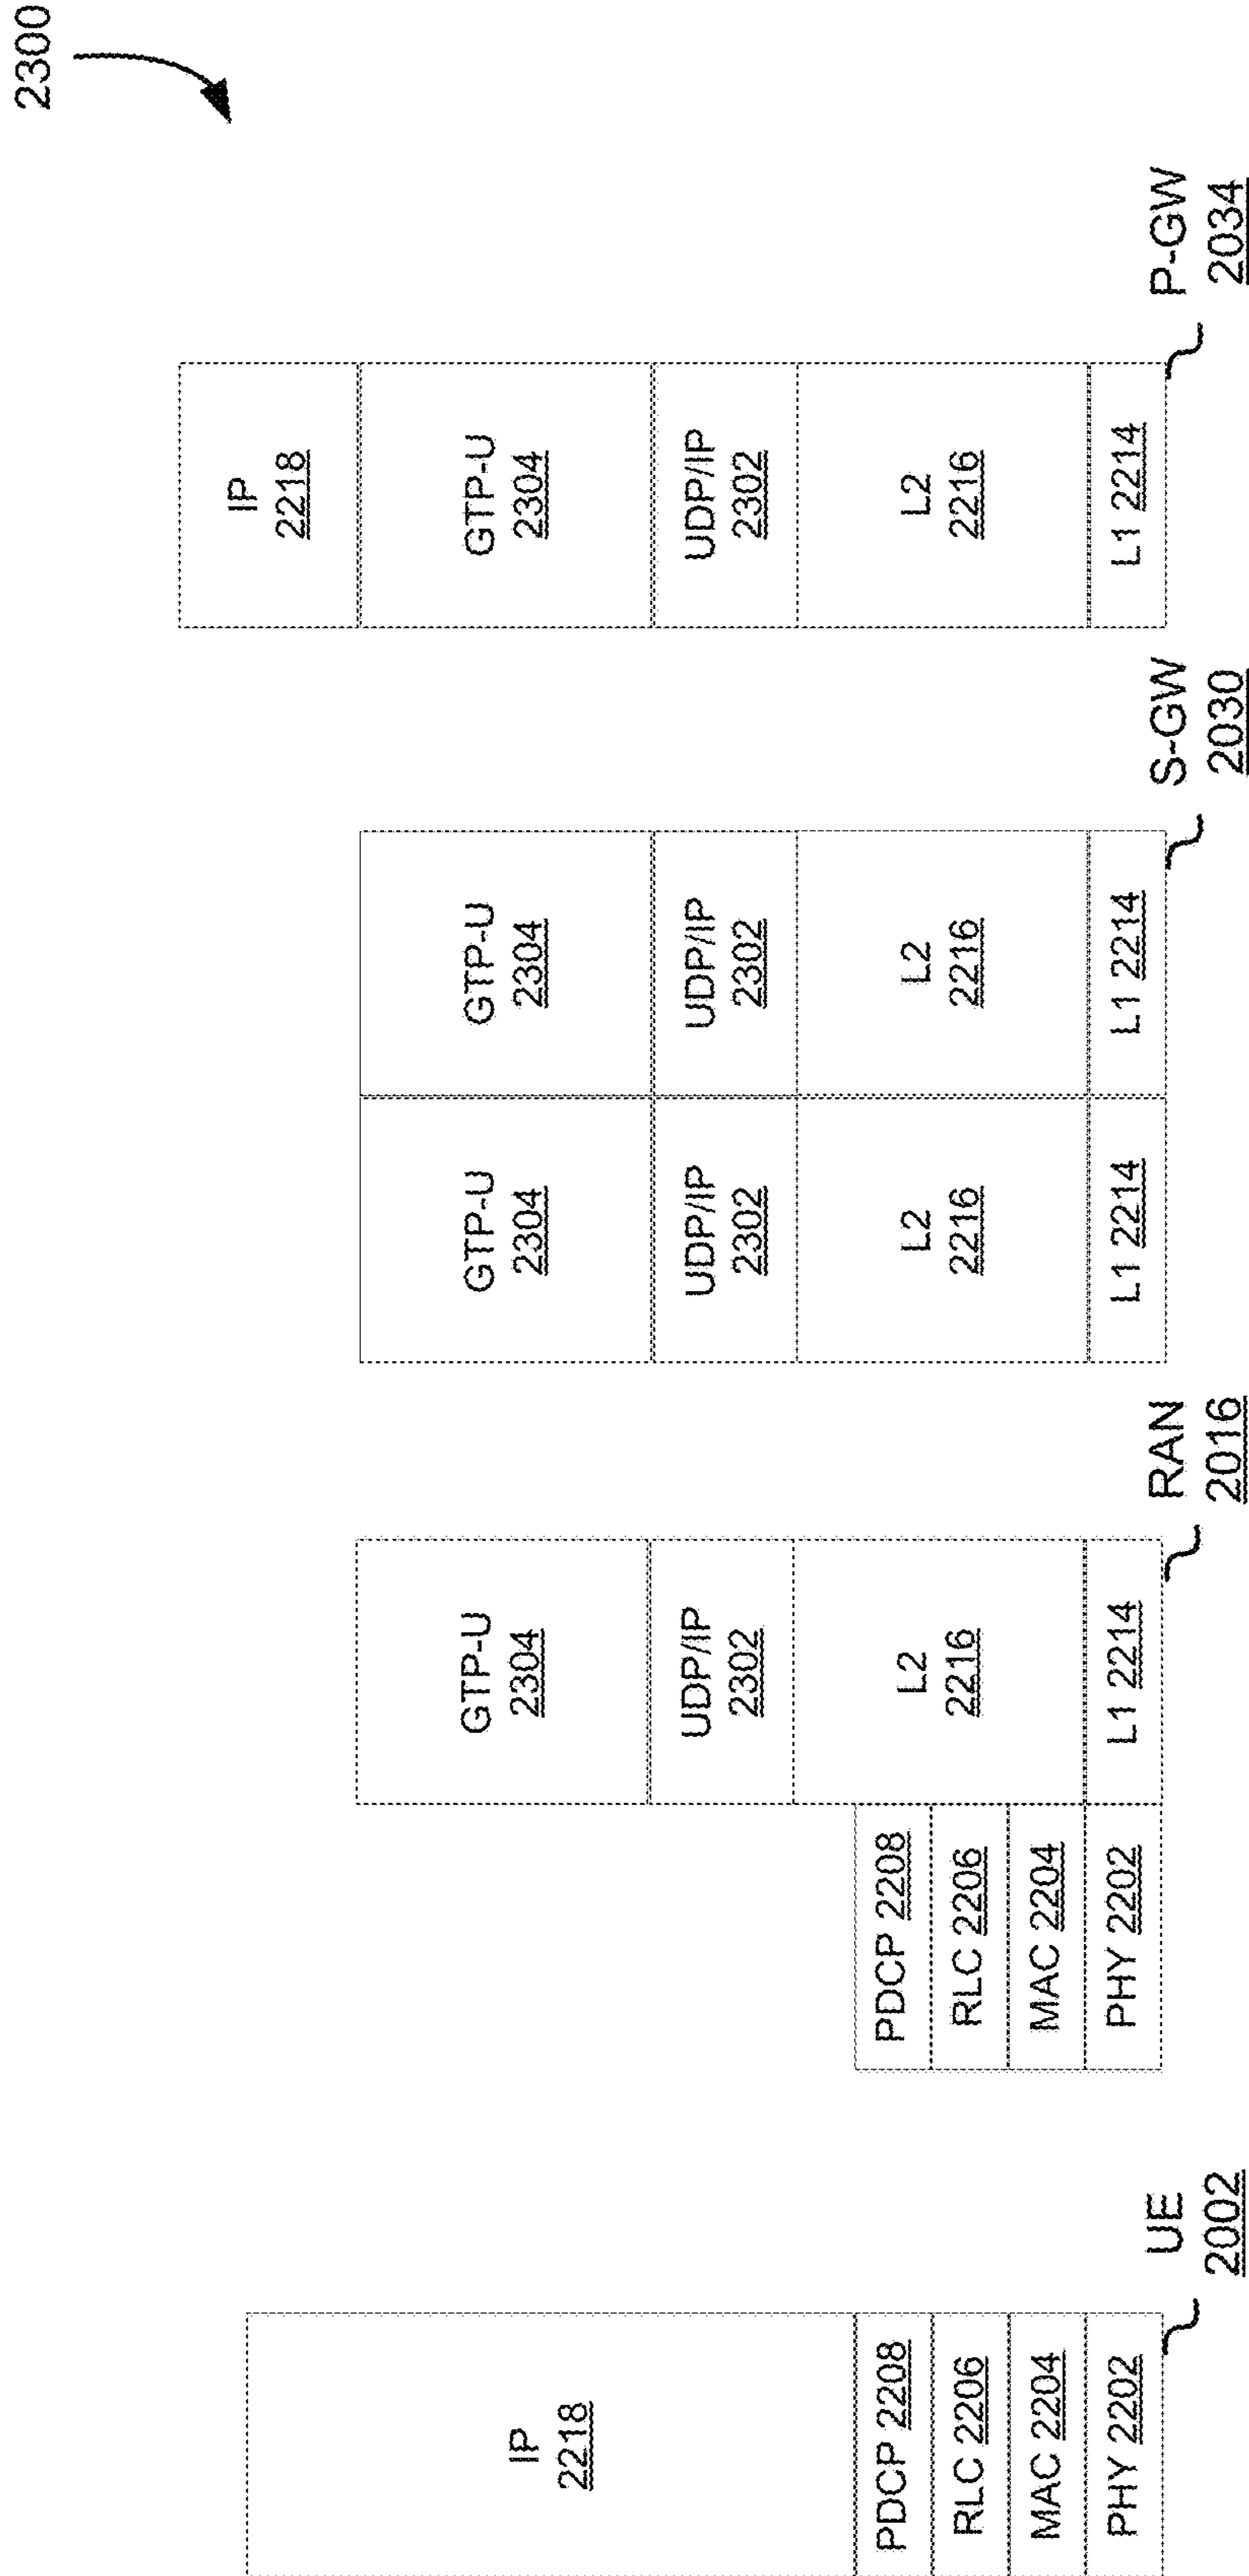 2300
IP
2218
PDCP 2208
RLC 2206
MAC 2204
PHY 2202
UE
2002
PDCP 2208
RLC 2206
MAC 2204
PHY 2202
GTP-U
2304
UDP/IP
2302
L2
2216
L1 2214
RAN
2016
GTP-U
2304
UDP/IP
2302
L2
2216
L1 2214
GTP-U
2304
UDP/IP
2302
L2
2216
L1 2214
S-GW
2030
IP
2218
GTP-U
2304
UDP/IP
2302
L2
2216
L1 2214
P-GW
2034